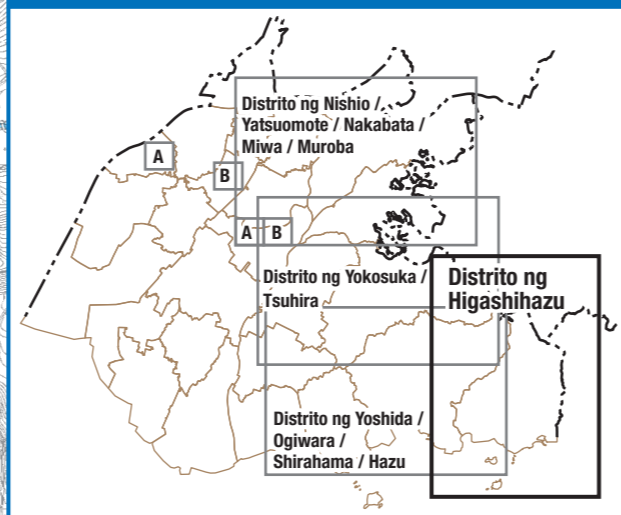 Distrito ng Nishio /
Yatsuomote / Nakabata /
Miwa / Muroba
A
B
A
B
Distrito ng Yokosuka /
Tsuhira
Distrito ng
Higashihazu
Distrito ng Yoshida /
Ogiwara /
Shirahama / Hazu